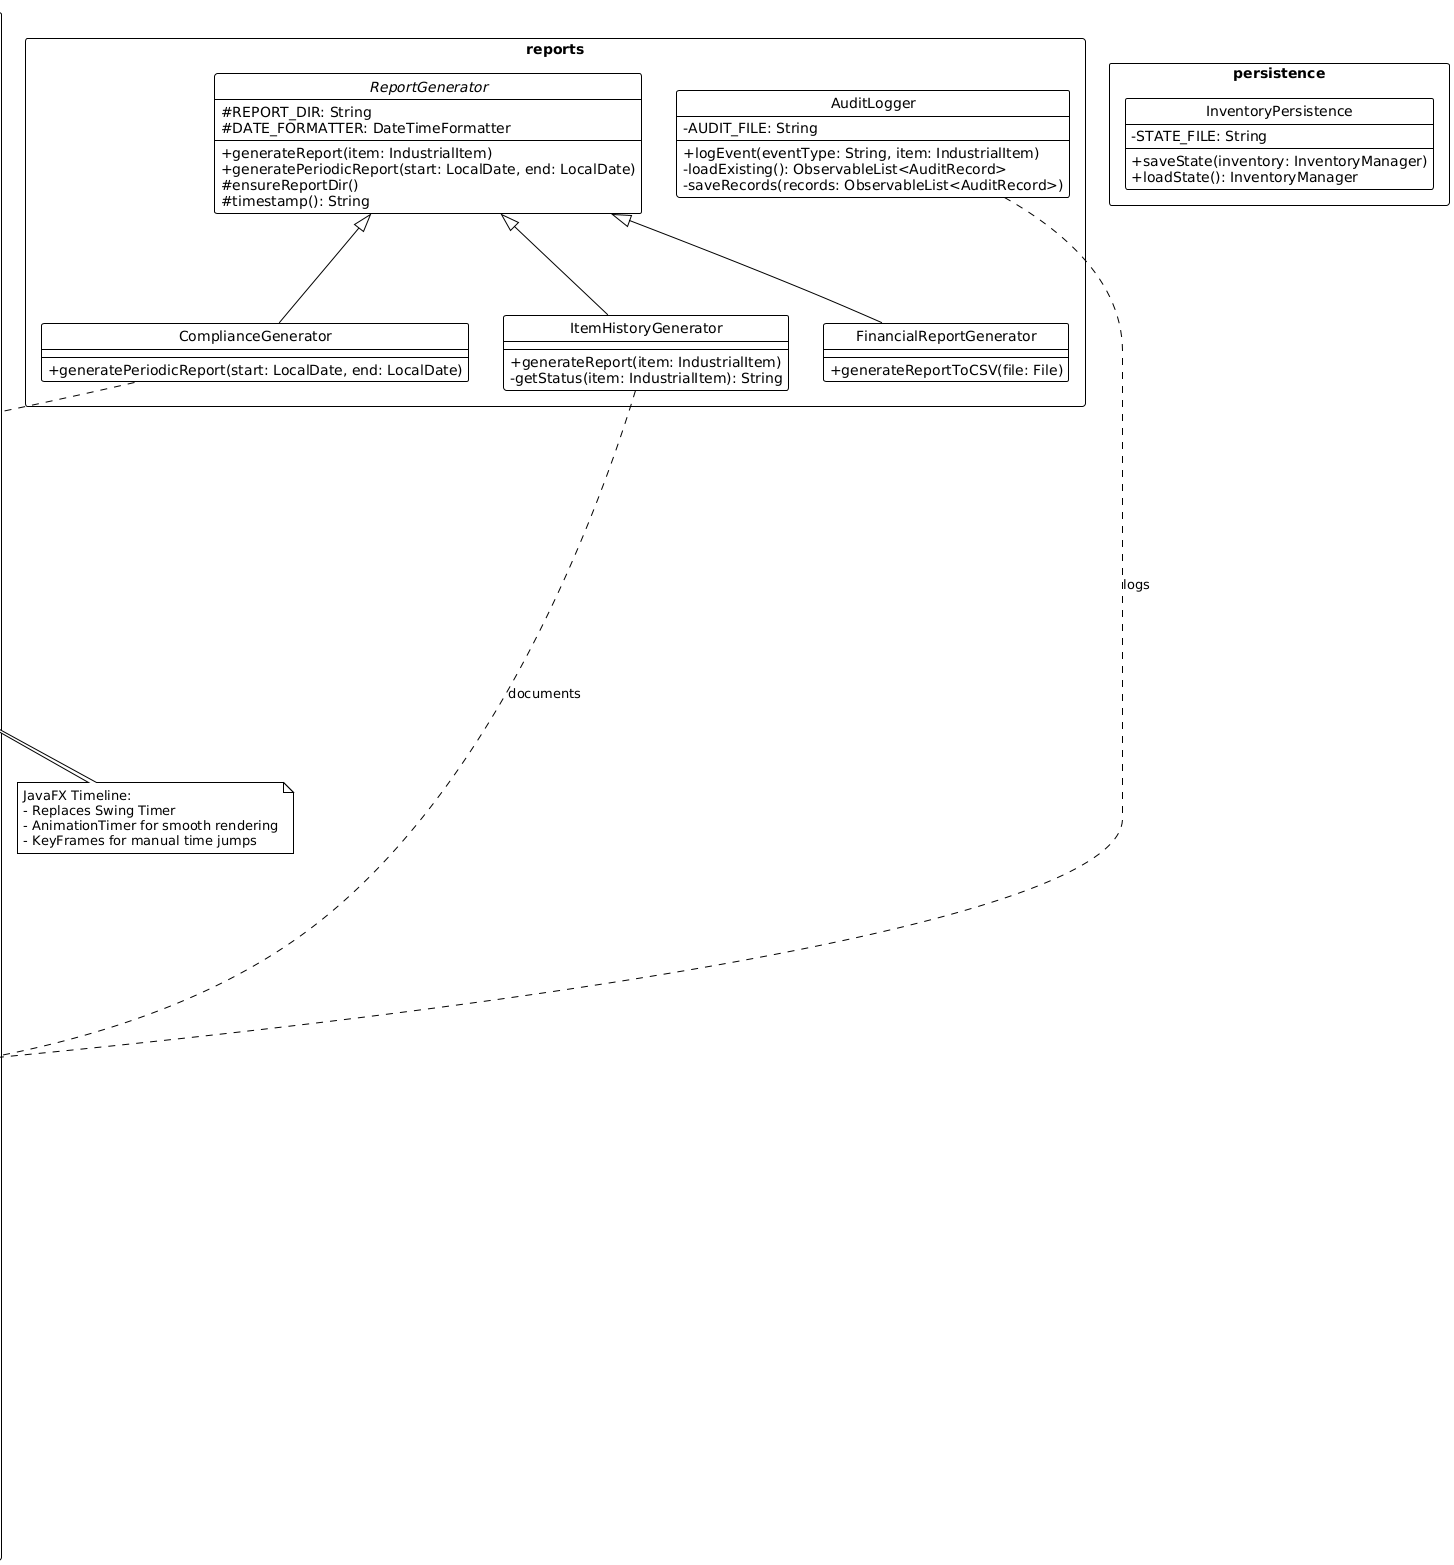 reports
ReportGenerator
#REPORT_DIR: String
#DATE_FORMATTER: DateTimeFormatter
+generateReport(item: IndustrialItem)
+generatePeriodicReport(start: LocalDate, end: LocalDate)
#ensureReportDir()
#timestamp(): String
AuditLogger
-AUDIT_FILE: String
+logEvent(eventType: String, item: IndustrialItem)
-loadExisting(): ObservableList<AuditRecord>
-saveRecords(records: ObservableList<AuditRecord>)
persistence
InventoryPersistence
-STATE_FILE: String
+saveState(inventory: InventoryManager)
+loadState(): InventoryManager
ComplianceGenerator
+generatePeriodicReport(start: LocalDate, end: LocalDate)
ItemHistoryGenerator
+generateReport(item: IndustrialItem)
-getStatus(item: IndustrialItem): String
FinancialReportGenerator
+generateReportToCSV(file: File)
logs
documents
JavaFX Timeline:
- Replaces Swing Timer
- AnimationTimer for smooth rendering
- KeyFrames for manual time jumps